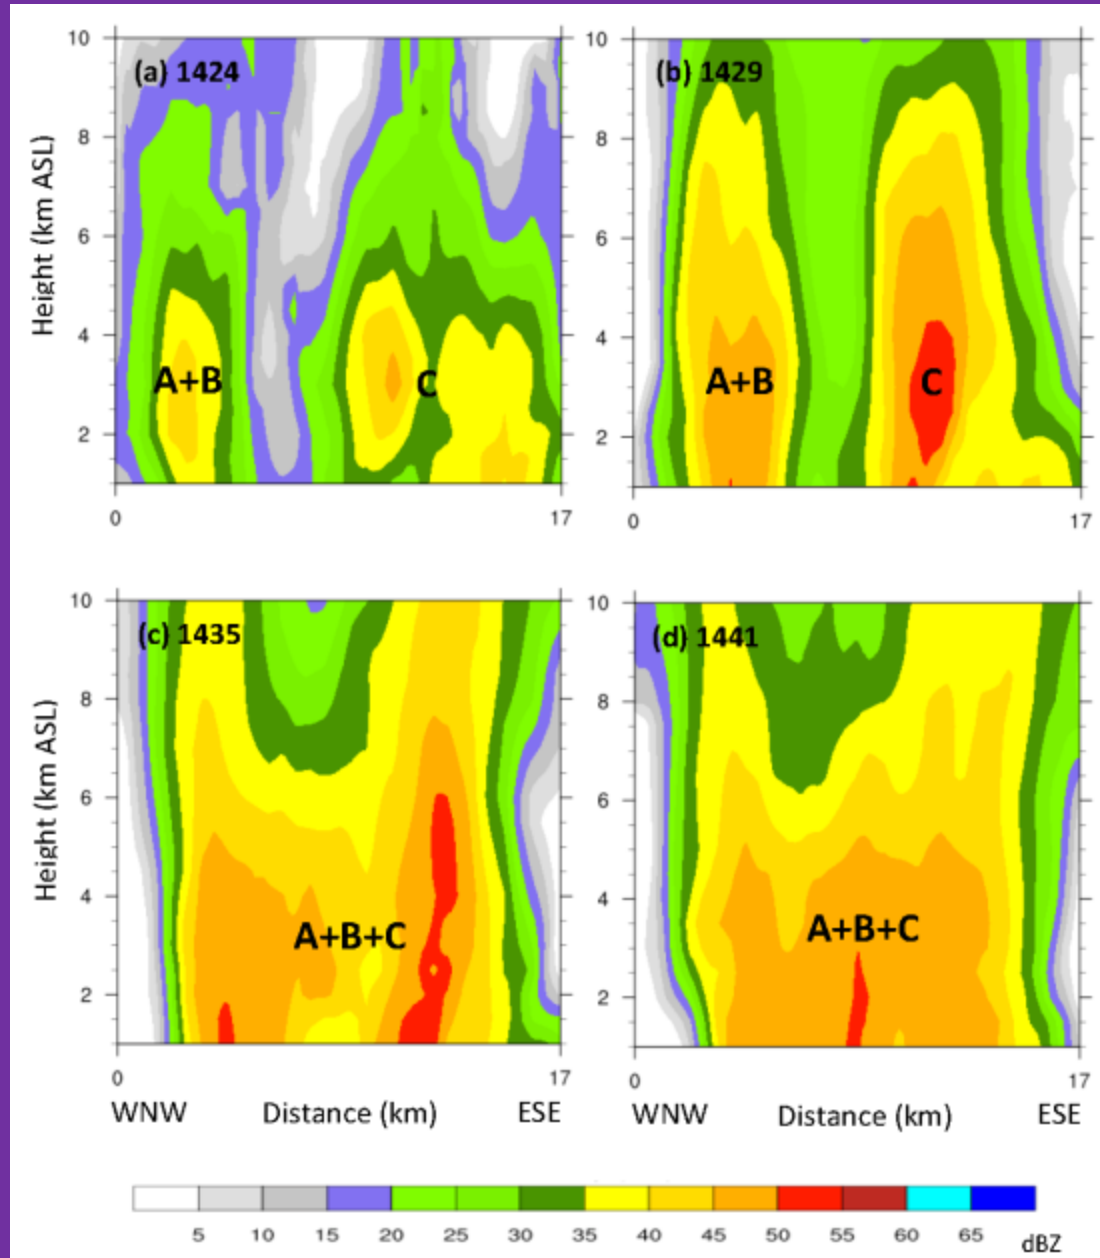 10
(a) 1424
8
6
4
2
A+B
C
0
17
Height (km ASL)
10
(b) 1429
8
6
4
2
A+B
C
0
17
10
(c) 1435
8
6
4
2
A+B+C
0
17
Height (km ASL)
WNW Distance (km) ESE
10
(d) 1441
8
6
4
2
A+B+C
0
17
WNW Distance (km) ESE
5 10 15 20 25 30 35 40 45 50 55 60 65 dBZ